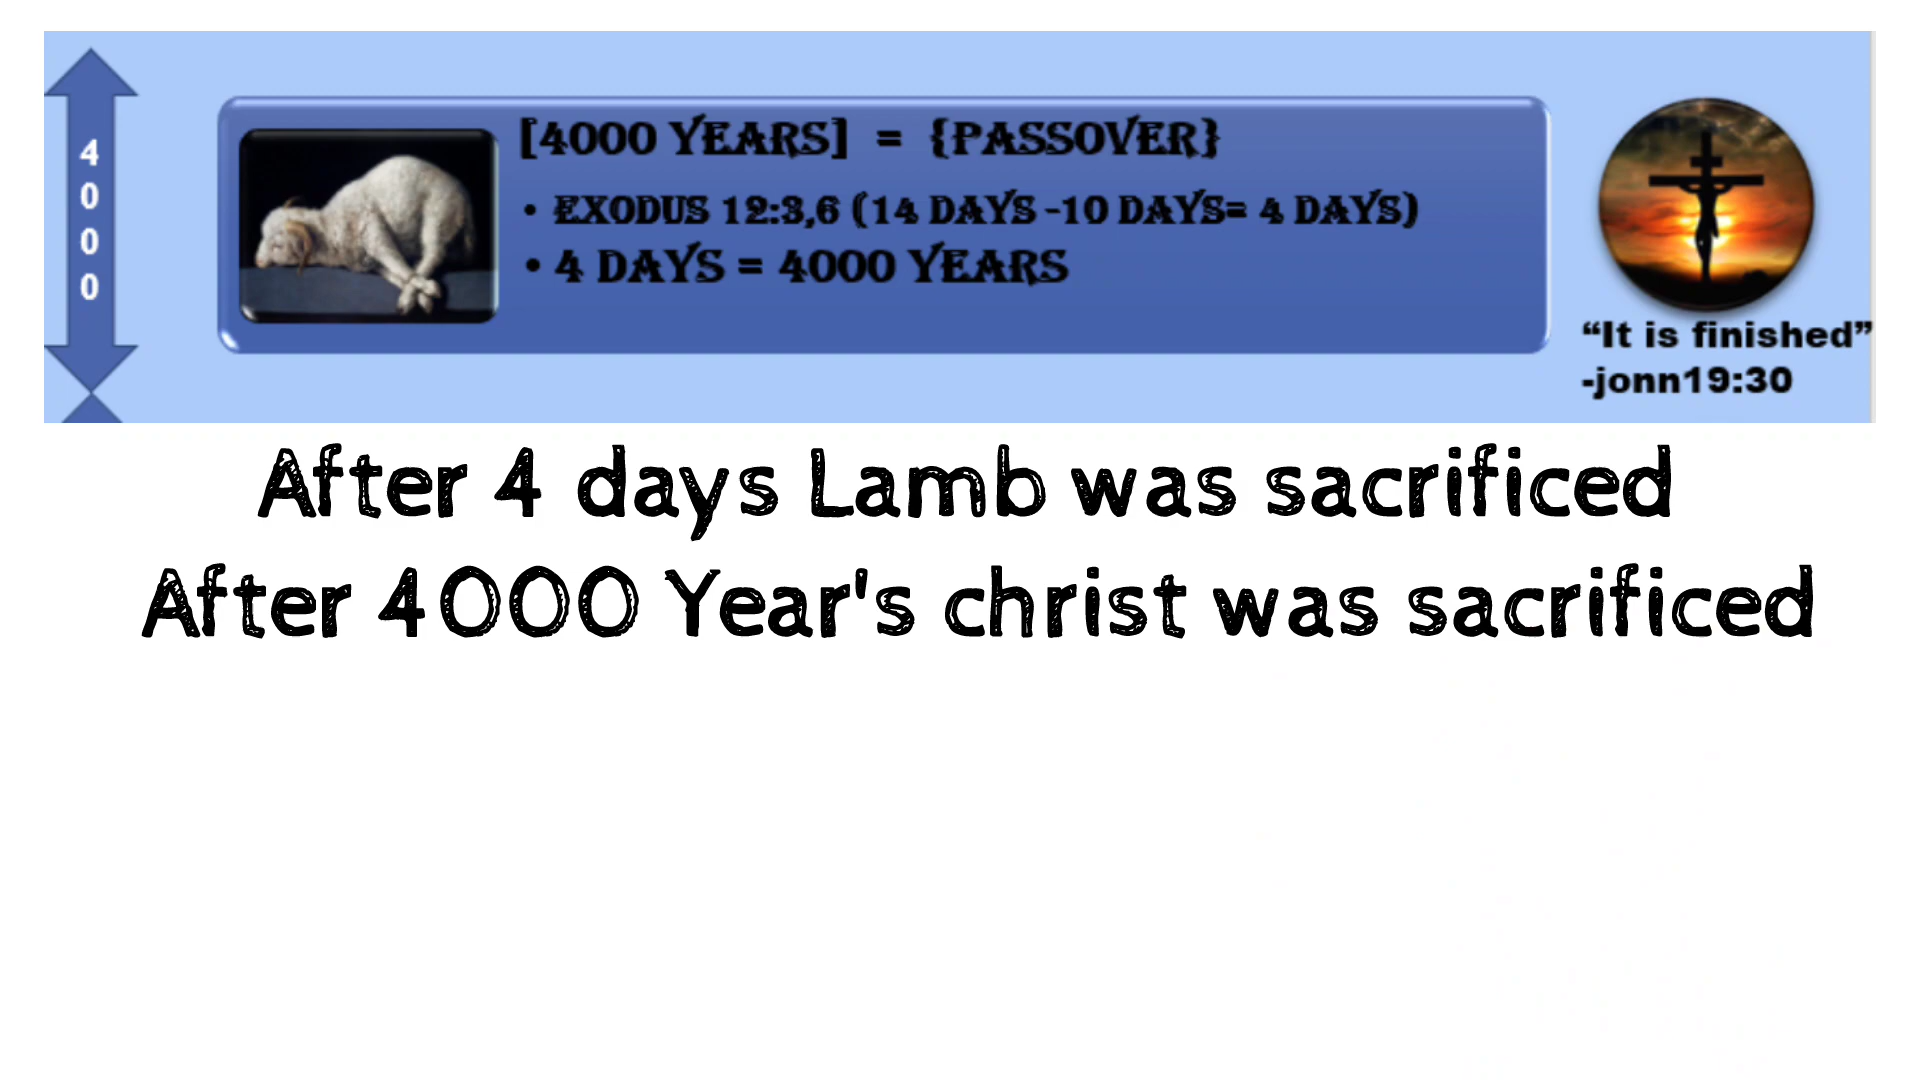 4
0
0
0
[4000 YEARS] = {PASSOVER}
• EXODUS 12:3,6 (14 DAYS -10 DAYS= 4 DAYS)
• 4 DAYS = 4000 YEARS
“It is finished”
-jonn19:30
After 4 days Lamb was sacrificed
After 4000 Year's christ was sacrificed